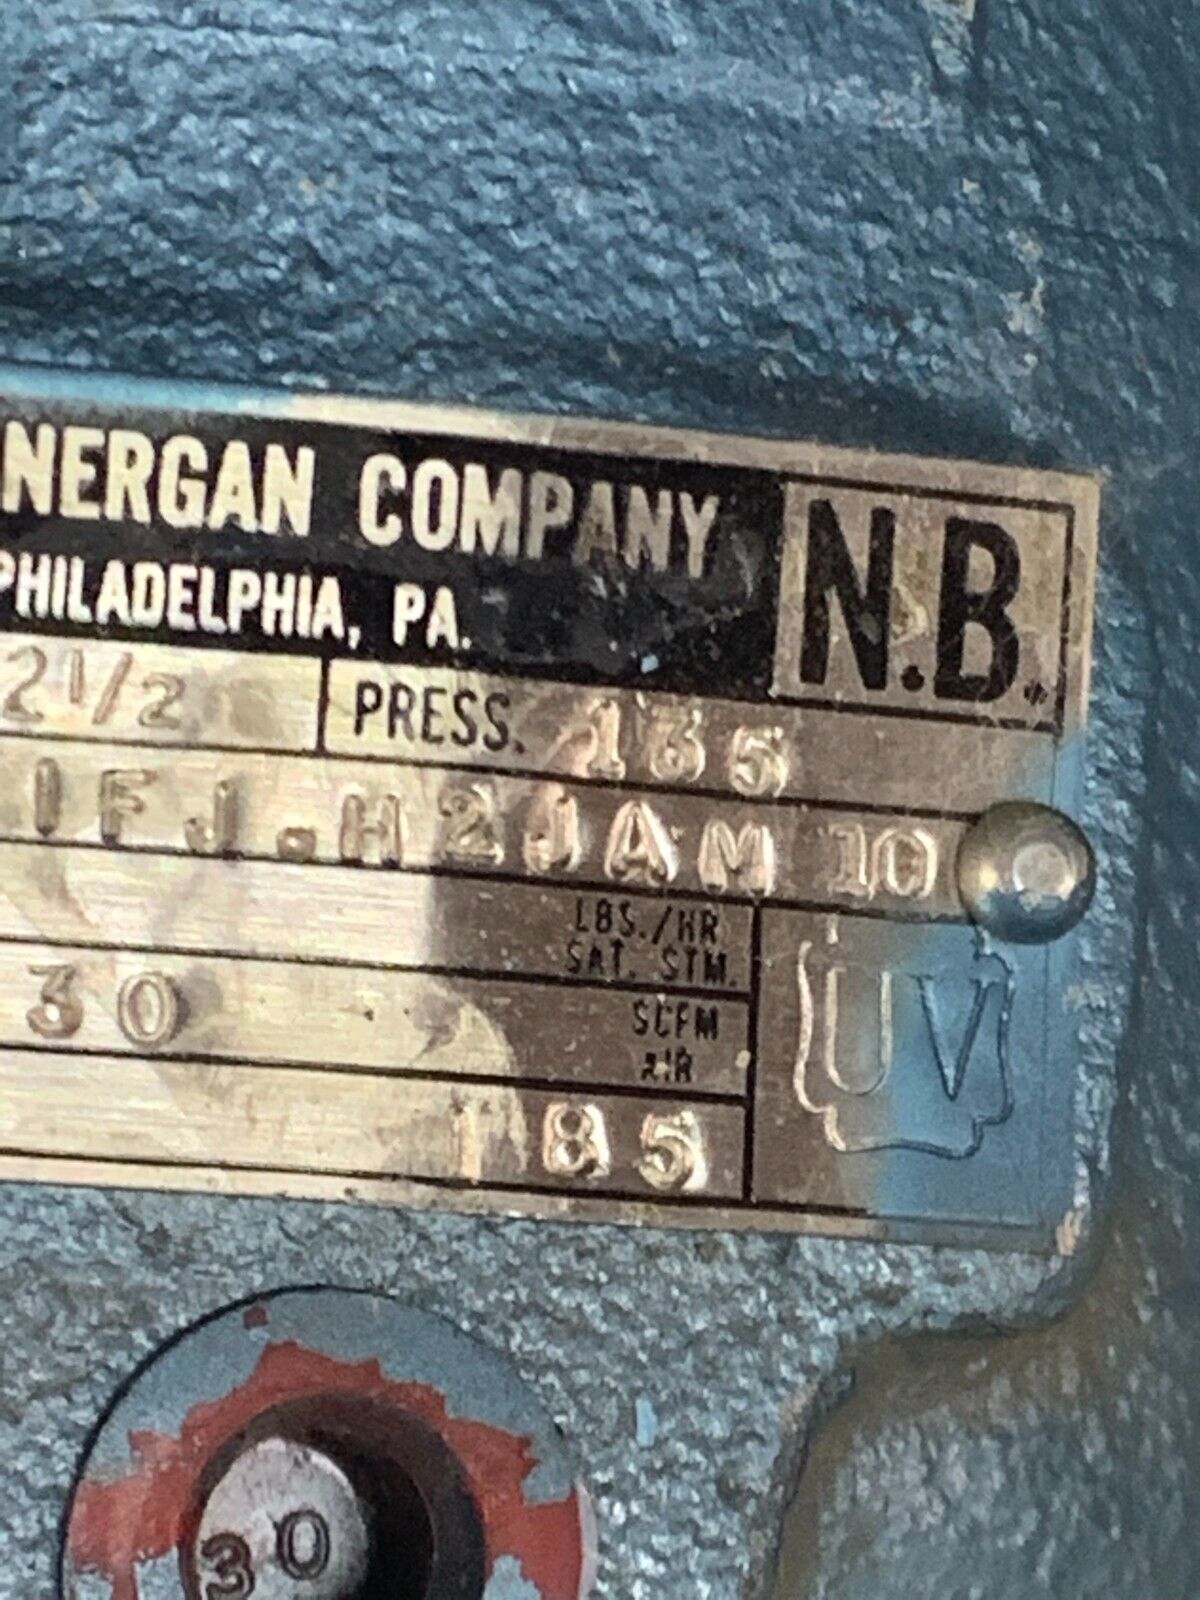 NERGAN COMPANY
PHILADELPHIA, PA.
N.B.
2 1/2 PRESS. 135
IFJ.H2JAM 10
LBS./HR
SAT. STM.
30 SCFM
AIR
185
UV
30